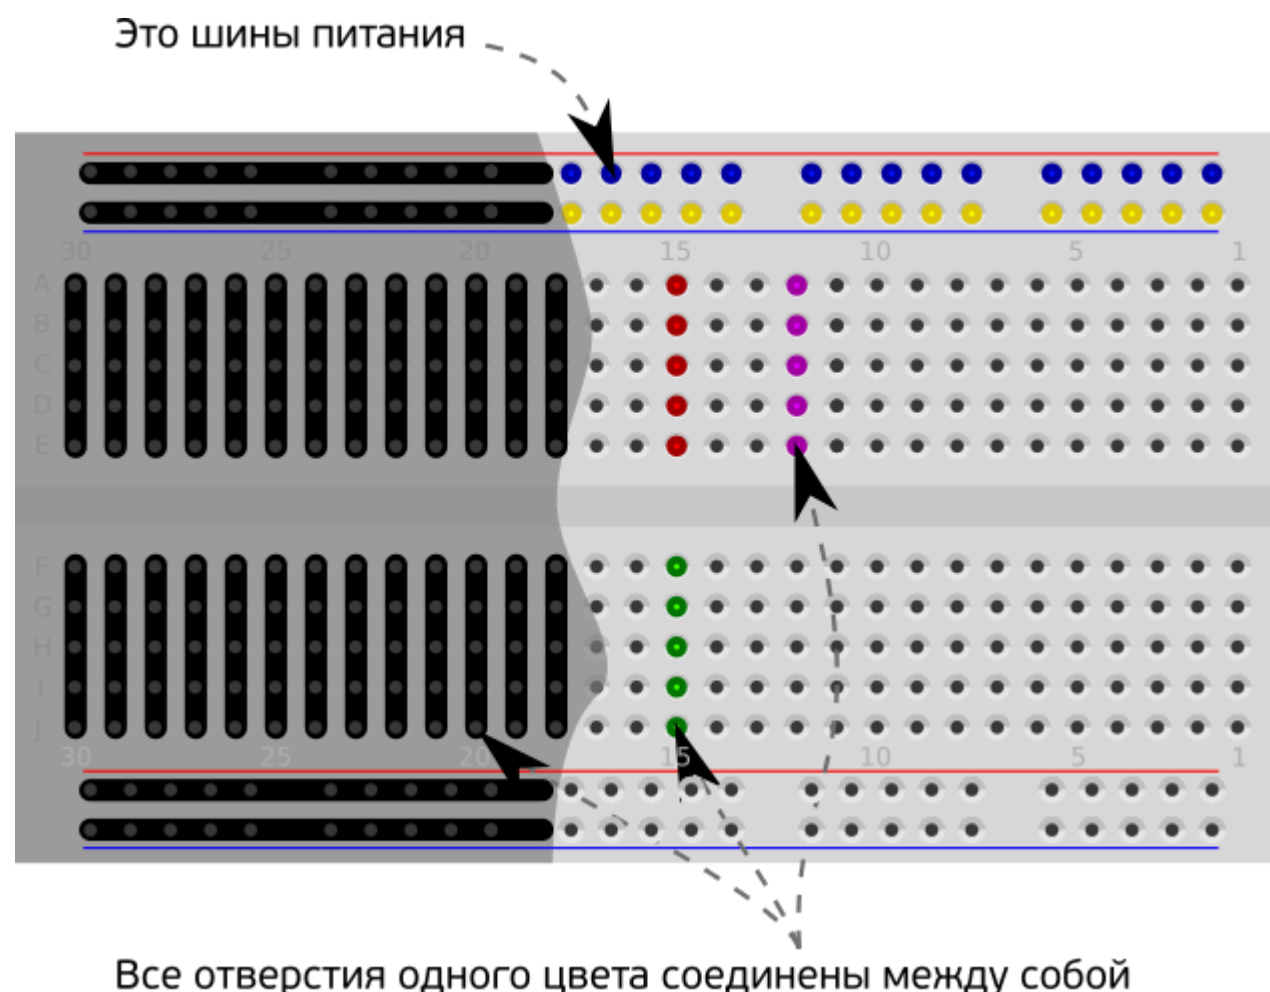 Это шины питания
30 25 20 15 10 5 1
A
B
C
D
E
F
G
H
I
J
30 25 20 15 10 5 1
Все отверстия одного цвета соединены между собой